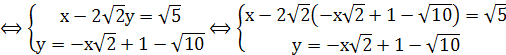 ⇔ { x − 2√2y = √5 ⇔ { x − 2√2(−x√2 + 1 − √10) = √5
y = −x√2 + 1 − √10 y = −x√2 + 1 − √10